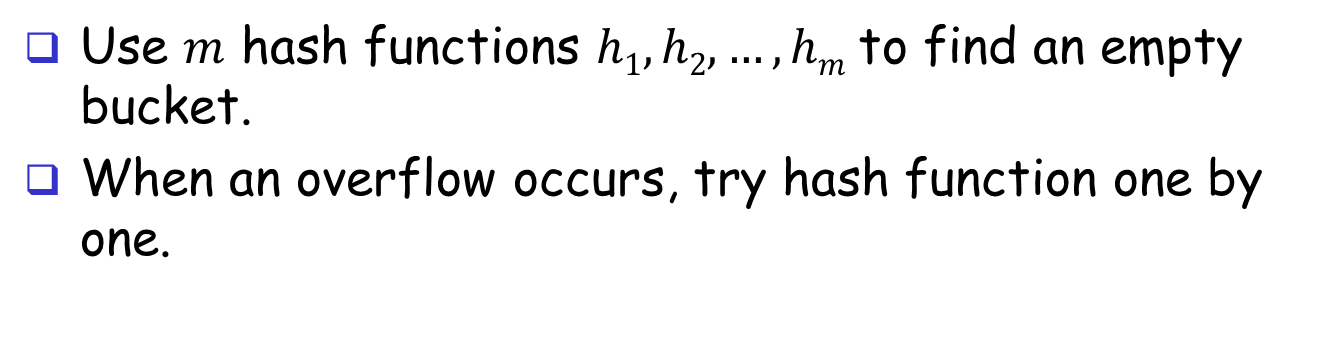 ❑ Use m hash functions h₁, h₂, … , hₘ to find an empty
bucket.
❑ When an overflow occurs, try hash function one by
one.